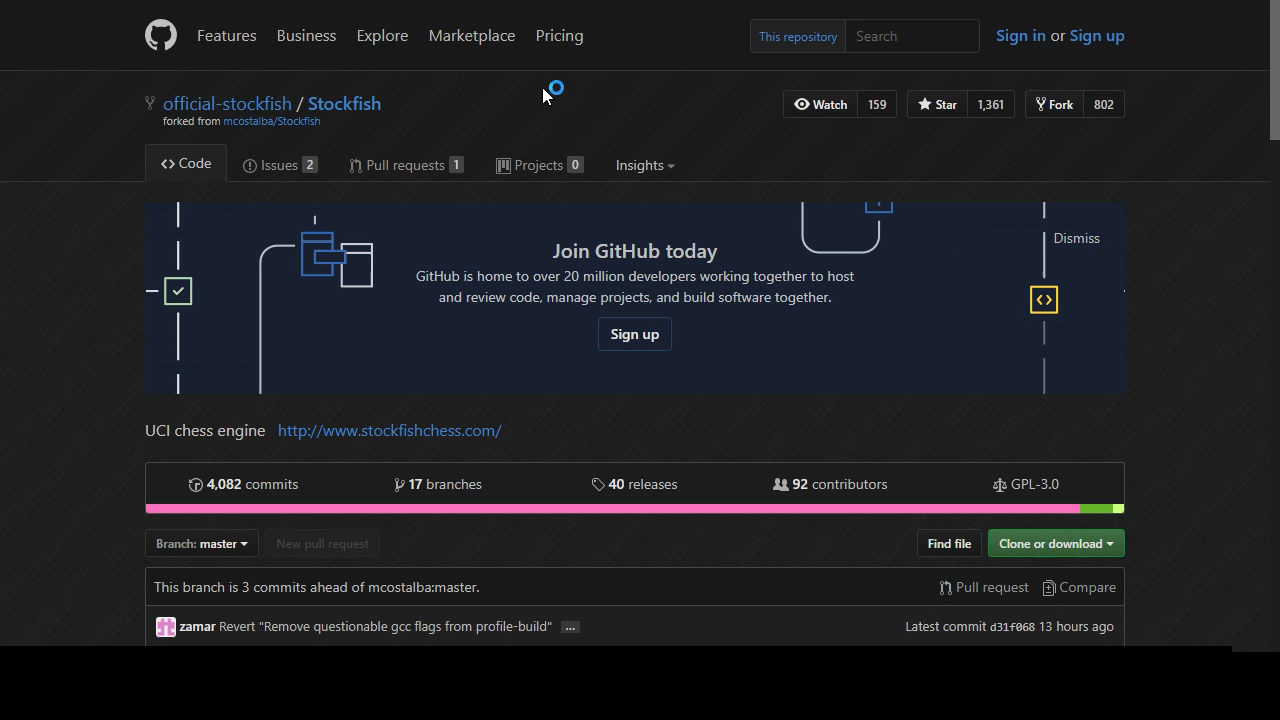 Features Business Explore Marketplace Pricing This repository Search Sign in or Sign up
official-stockfish / Stockfish Watch 159 Star 1,361 Fork 802
forked from mcostalba/Stockfish
Code Issues 2 Pull requests 1 Projects 0 Insights
Join GitHub today
Dismiss
GitHub is home to over 20 million developers working together to host
and review code, manage projects, and build software together.
Sign up
UCI chess engine http://www.stockfishchess.com/
4,082 commits 17 branches 40 releases 92 contributors GPL-3.0
Branch: master New pull request Find file Clone or download
This branch is 3 commits ahead of mcostalba:master. Pull request Compare
zamar Revert "Remove questionable gcc flags from profile-build" ... Latest commit d31f068 13 hours ago